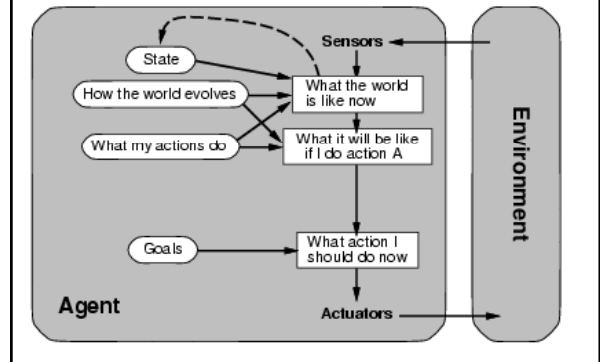 Sensors
State
What the world
is like now
How the world evolves
What my actions do
What it will be like
if I do action A
Goals
What action I
should do now
Agent
Actuators
Environment